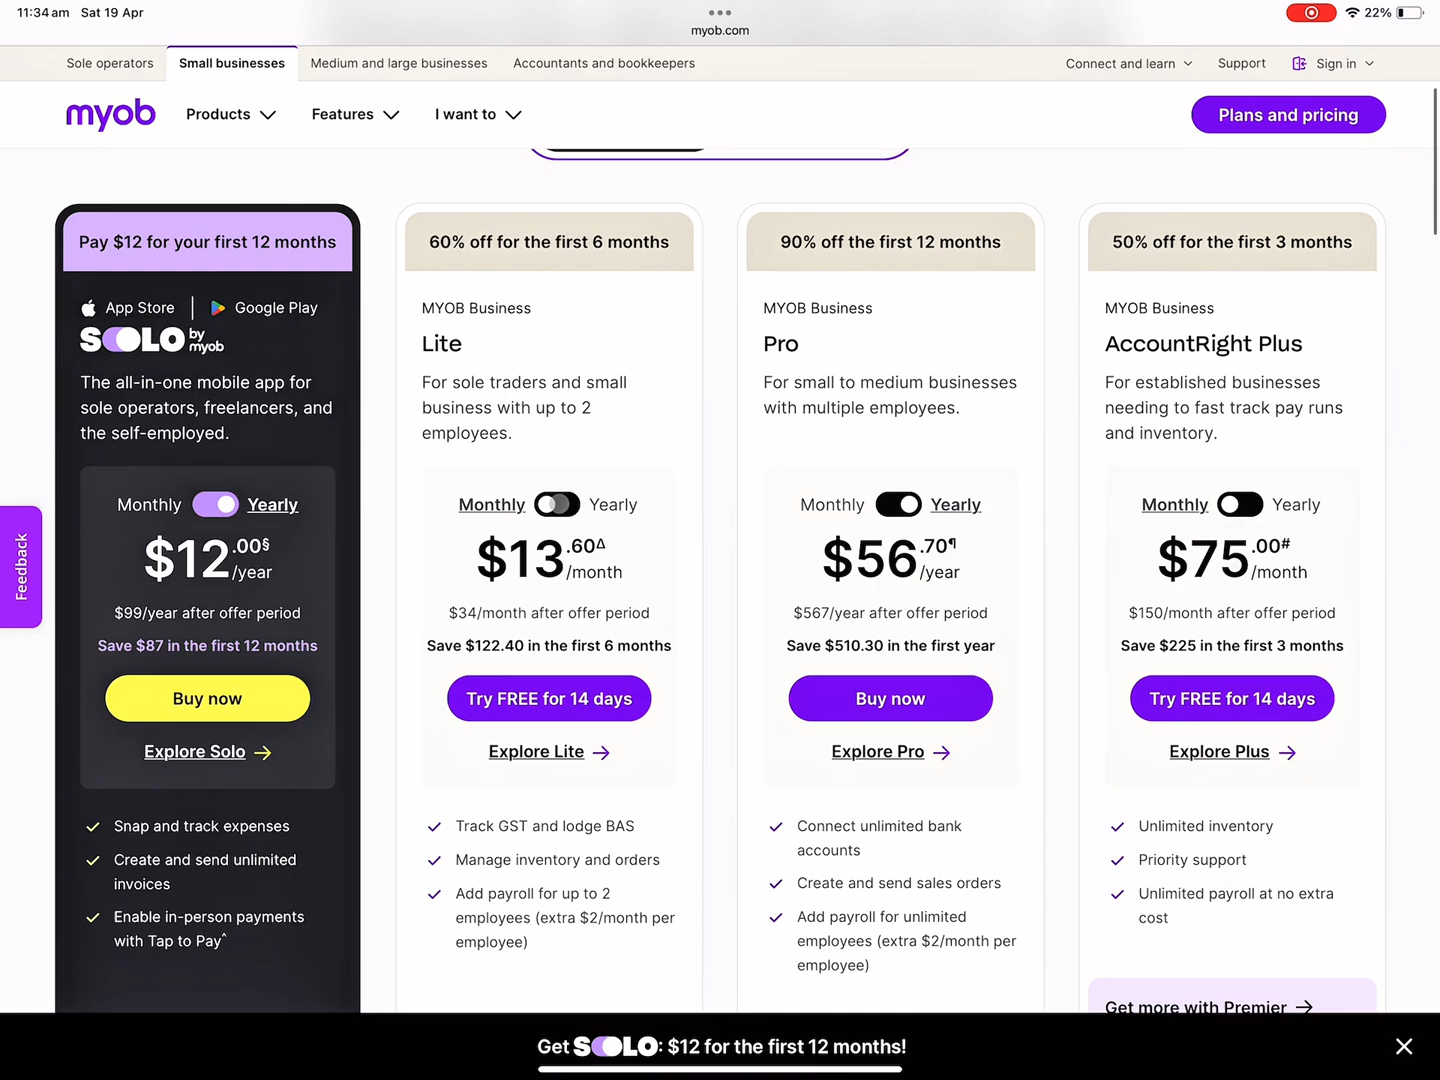 11:34 am Sat 19 Apr
22%
myob.com
Sole operators Small businesses Medium and large businesses Accountants and bookkeepers Connect and learn Support Sign in
myob Products Features I want to Plans and pricing
Pay $12 for your first 12 months
App Store | Google Play
SOLO by myob
The all-in-one mobile app for
sole operators, freelancers, and
the self-employed.
Monthly Yearly
$12.00§/year
$99/year after offer period
Save $87 in the first 12 months
Buy now
Explore Solo →
Snap and track expenses
Create and send unlimited
invoices
Enable in-person payments
with Tap to Pay^
60% off for the first 6 months
MYOB Business
Lite
For sole traders and small
business with up to 2
employees.
Monthly Yearly
$13.60Δ/month
$34/month after offer period
Save $122.40 in the first 6 months
Try FREE for 14 days
Explore Lite →
Track GST and lodge BAS
Manage inventory and orders
Add payroll for up to 2
employees (extra $2/month per
employee)
90% off the first 12 months
MYOB Business
Pro
For small to medium businesses
with multiple employees.
Monthly Yearly
$56.70¶/year
$567/year after offer period
Save $510.30 in the first year
Buy now
Explore Pro →
Connect unlimited bank
accounts
Create and send sales orders
Add payroll for unlimited
employees (extra $2/month per
employee)
50% off for the first 3 months
MYOB Business
AccountRight Plus
For established businesses
needing to fast track pay runs
and inventory.
Monthly Yearly
$75.00#/month
$150/month after offer period
Save $225 in the first 3 months
Try FREE for 14 days
Explore Plus →
Unlimited inventory
Priority support
Unlimited payroll at no extra
cost
Get more with Premier →
Feedback
Get SOLO: $12 for the first 12 months!